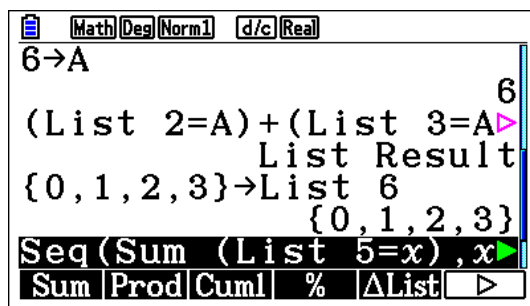 Math Deg Norm1 d/c Real
6→A
6
(List 2=A)+(List 3=A▷
List Result
{0,1,2,3}→List 6
{0,1,2,3}
Seq(Sum (List 5=x),x▶
Sum Prod Cuml % ΔList ▷